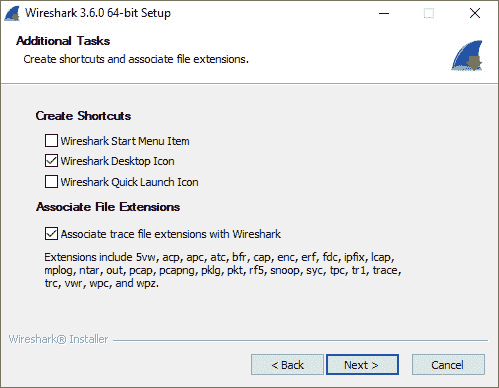 Wireshark 3.6.0 64-bit Setup
Additional Tasks
Create shortcuts and associate file extensions.
Create Shortcuts
Wireshark Start Menu Item
Wireshark Desktop Icon
Wireshark Quick Launch Icon
Associate File Extensions
Associate trace file extensions with Wireshark
Extensions include 5vw, acp, apc, atc, bfr, cap, enc, erf, fdc, ipfix, lcap,
mplog, ntar, out, pcap, pcapng, pklg, pkt, rf5, snoop, syc, tpc, tr1, trace,
trc, vwr, wpc, and wpz.
Wireshark® Installer
< Back
Next >
Cancel